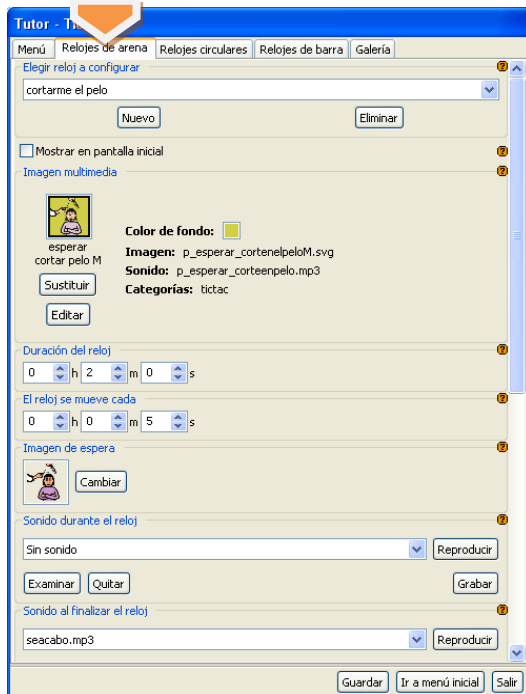 Tutor - Ti
Menú Relojes de arena Relojes circulares Relojes de barra Galería
Elegir reloj a configurar ?
cortarme el pelo
Nuevo Eliminar
Mostrar en pantalla inicial ?
Imagen multimedia ?
esperar
cortar pelo M
Sustituir
Editar
Color de fondo:
Imagen: p_esperar_cortenelpeloM.svg
Sonido: p_esperar_corteenpelo.mp3
Categorías: tictac
Duración del reloj ?
0 h 2 m 0 s
El reloj se mueve cada ?
0 h 0 m 5 s
Imagen de espera ?
Cambiar
Sonido durante el reloj ?
Sin sonido Reproducir
Examinar Quitar Grabar
Sonido al finalizar el reloj ?
seacabo.mp3 Reproducir
Guardar Ir a menú inicial Salir